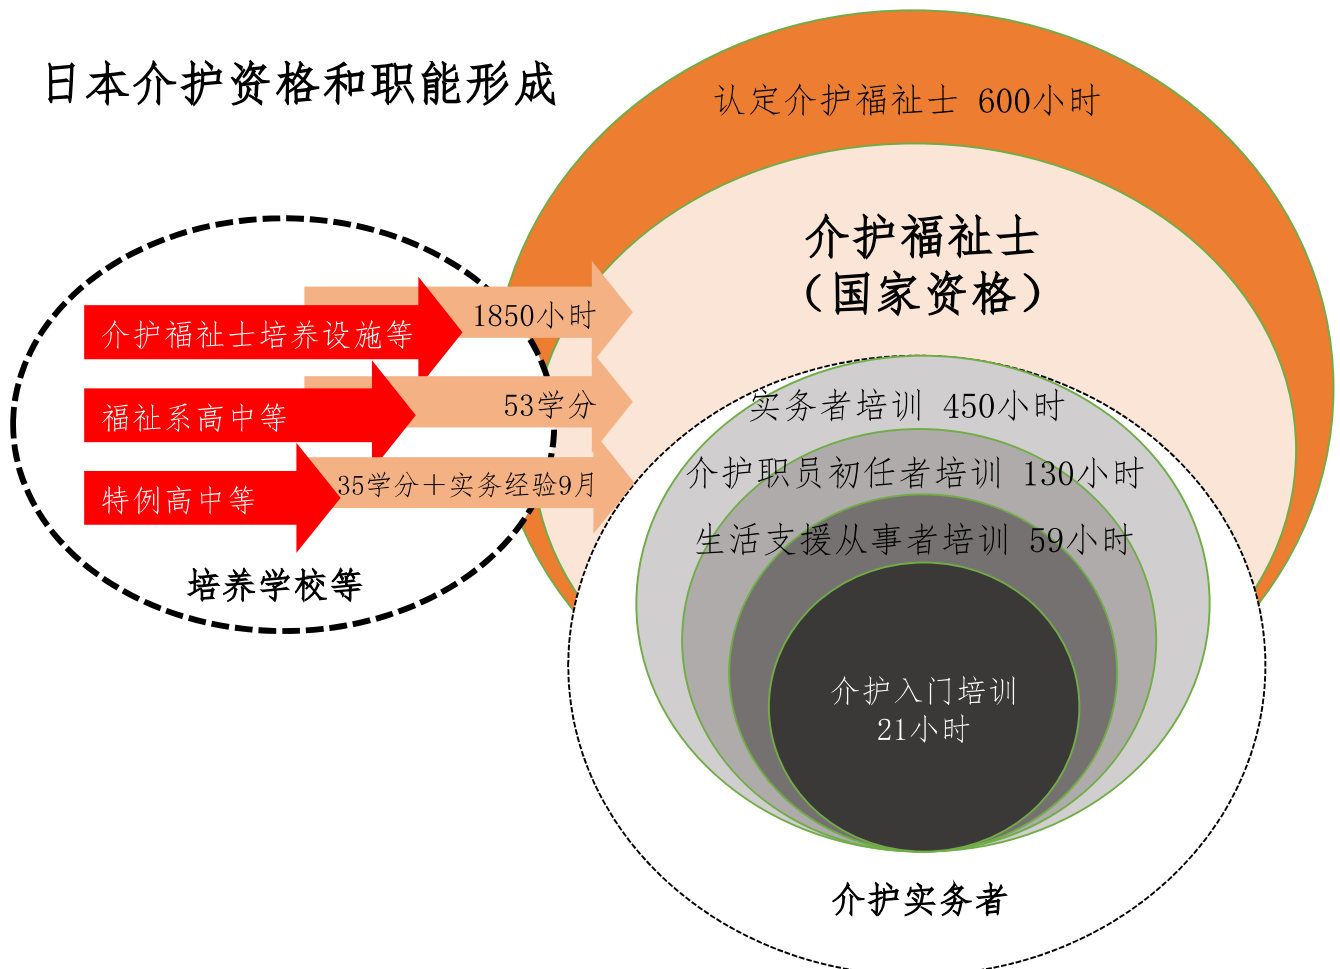 日本介护资格和职能形成
认定介护福祉士 600小时
介护福祉士
（国家资格）
介护福祉士培养设施等
1850小时
福祉系高中等
53学分
特例高中等
35学分＋实务经验9月
培养学校等
实务者培训 450小时
介护职员初任者培训 130小时
生活支援从事者培训 59小时
介护入门培训
21小时
介护实务者